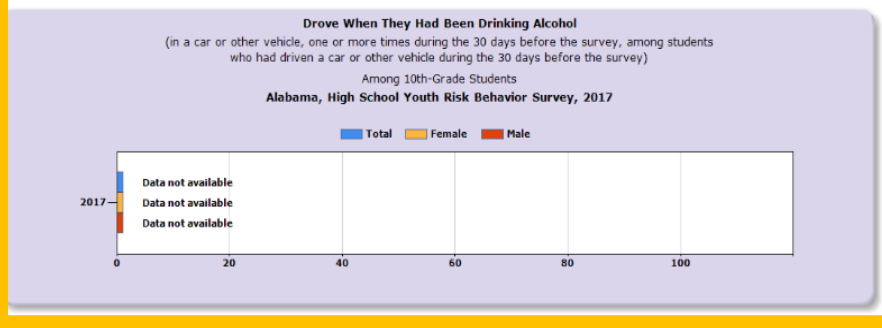 Drove When They Had Been Drinking Alcohol
(in a car or other vehicle, one or more times during the 30 days before the survey, among students
who had driven a car or other vehicle during the 30 days before the survey)
Among 10th-Grade Students
Alabama, High School Youth Risk Behavior Survey, 2017
Total Female Male
Data not available
2017 Data not available
Data not available
0 20 40 60 80 100